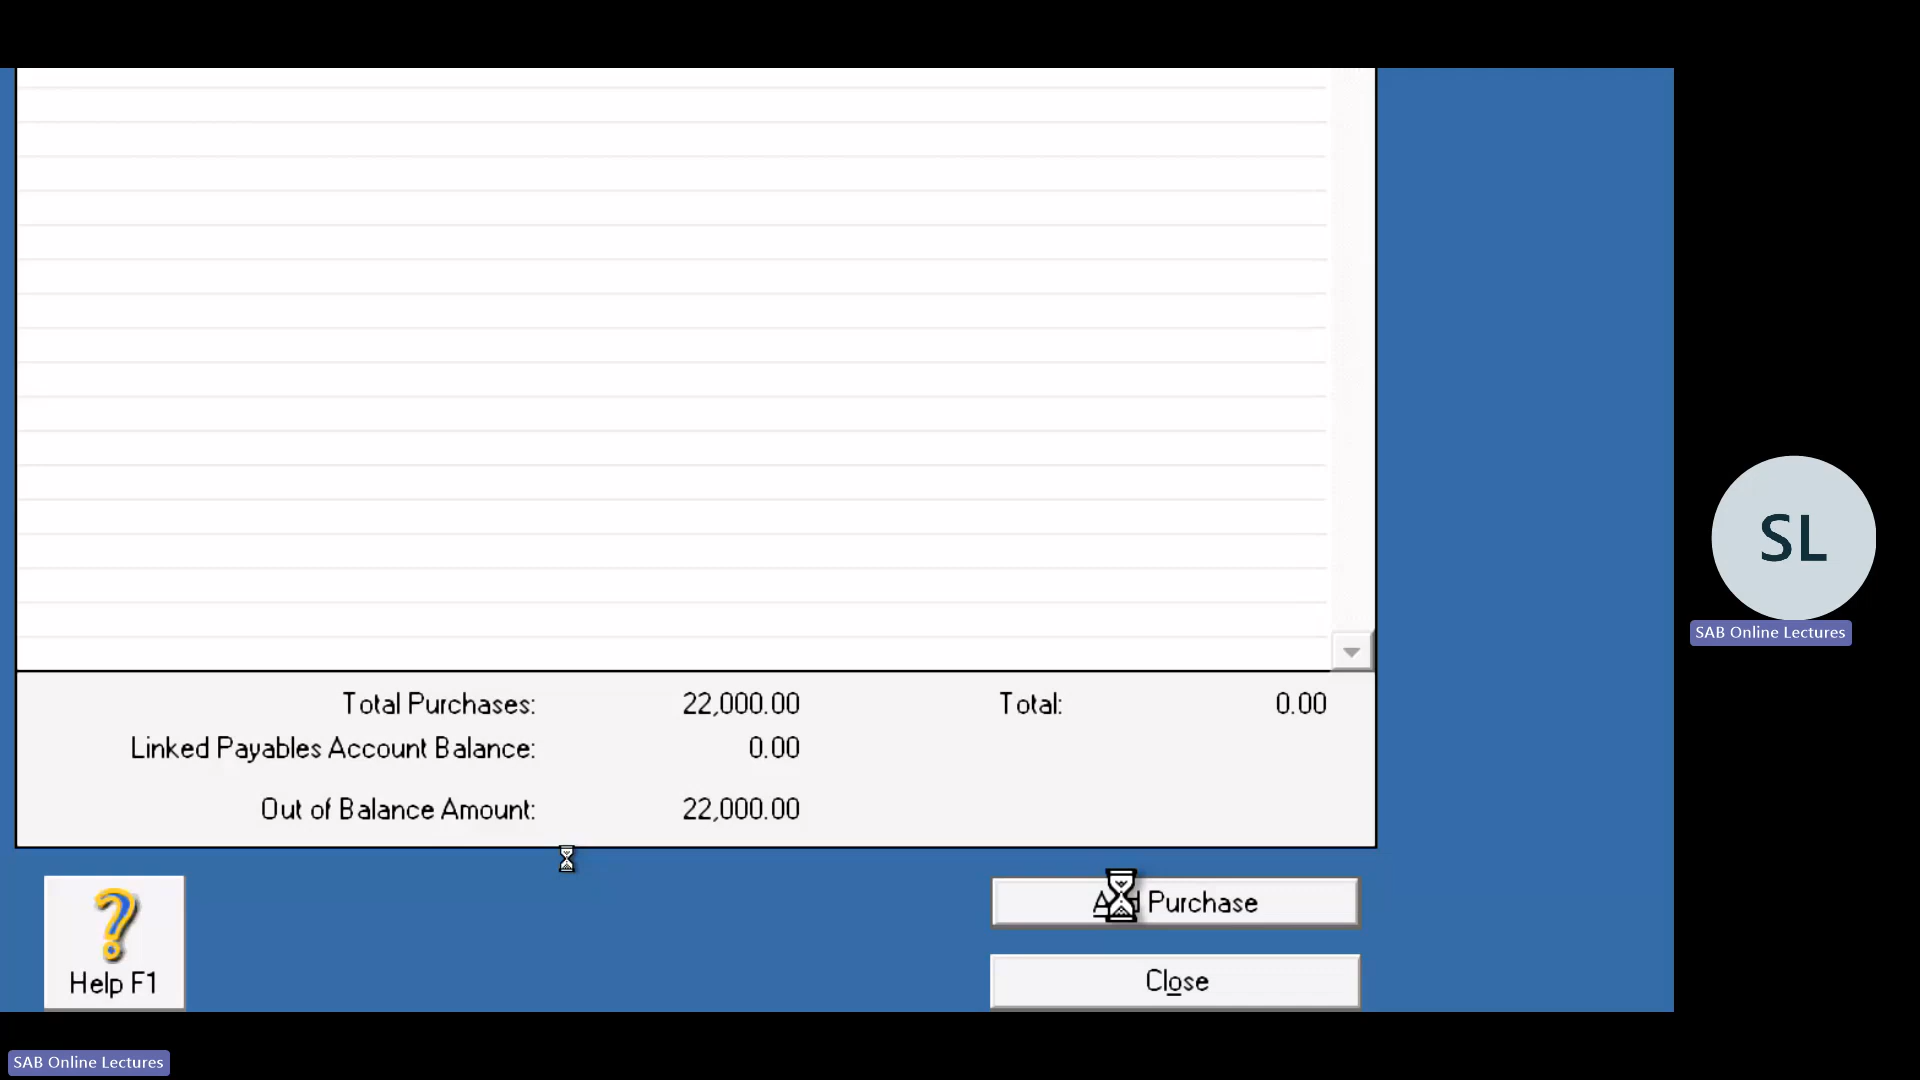 Total Purchases: 22,000.00 Total: 0.00
Linked Payables Account Balance: 0.00
Out of Balance Amount: 22,000.00
Purchase
Help F1
Close
SL
SAB Online Lectures
SAB Online Lectures